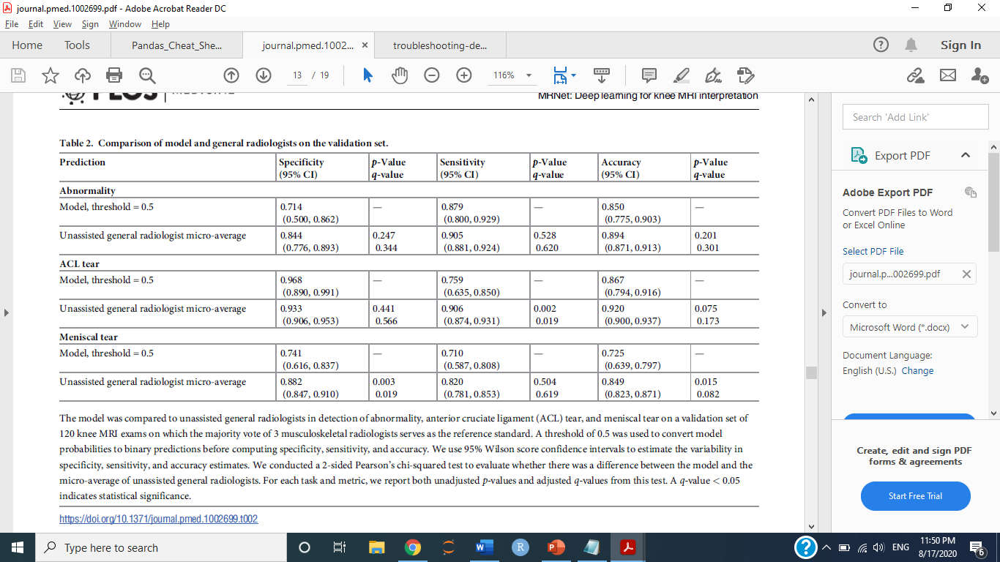 journal.pmed.1002699.pdf - Adobe Acrobat Reader DC
File Edit View Sign Window Help
Home Tools Pandas_Cheat_She... journal.pmed.1002... × troubleshooting-de... Sign In
13 / 19 116%
MRNet: Deep learning for knee MRI interpretation
Table 2. Comparison of model and general radiologists on the validation set.
Prediction Specificity p-Value Sensitivity p-Value Accuracy p-Value
(95% CI) q-value (95% CI) q-value (95% CI) q-value
Abnormality
Model, threshold = 0.5 0.714 — 0.879 — 0.850 —
(0.500, 0.862) (0.800, 0.929) (0.775, 0.903)
Unassisted general radiologist micro-average 0.844 0.247 0.905 0.528 0.894 0.201
(0.776, 0.893) 0.344 (0.881, 0.924) 0.620 (0.871, 0.913) 0.301
ACL tear
Model, threshold = 0.5 0.968 — 0.759 — 0.867 —
(0.890, 0.991) (0.635, 0.850) (0.794, 0.916)
Unassisted general radiologist micro-average 0.933 0.441 0.906 0.002 0.920 0.075
(0.906, 0.953) 0.566 (0.874, 0.931) 0.019 (0.900, 0.937) 0.173
Meniscal tear
Model, threshold = 0.5 0.741 — 0.710 — 0.725 —
(0.616, 0.837) (0.587, 0.808) (0.639, 0.797)
Unassisted general radiologist micro-average 0.882 0.003 0.820 0.504 0.849 0.015
(0.847, 0.910) 0.019 (0.781, 0.853) 0.619 (0.823, 0.871) 0.082
The model was compared to unassisted general radiologists in detection of abnormality, anterior cruciate ligament (ACL) tear, and meniscal tear on a validation set of
120 knee MRI exams on which the majority vote of 3 musculoskeletal radiologists serves as the reference standard. A threshold of 0.5 was used to convert model
probabilities to binary predictions before computing specificity, sensitivity, and accuracy. We use 95% Wilson score confidence intervals to estimate the variability in
specificity, sensitivity, and accuracy estimates. We conducted a 2-sided Pearson's chi-squared test to evaluate whether there was a difference between the model and the
micro-average of unassisted general radiologists. For each task and metric, we report both unadjusted p-values and adjusted q-values from this test. A q-value < 0.05
indicates statistical significance.
https://doi.org/10.1371/journal.pmed.1002699.t002
Search 'Add Link'
Export PDF
Adobe Export PDF
Convert PDF Files to Word
or Excel Online
Select PDF File
journal.p...002699.pdf
Convert to
Microsoft Word (*.docx)
Document Language:
English (U.S.) Change
Create, edit and sign PDF
forms & agreements
Start Free Trial
Type here to search
ENG
11:50 PM
8/17/2020
6